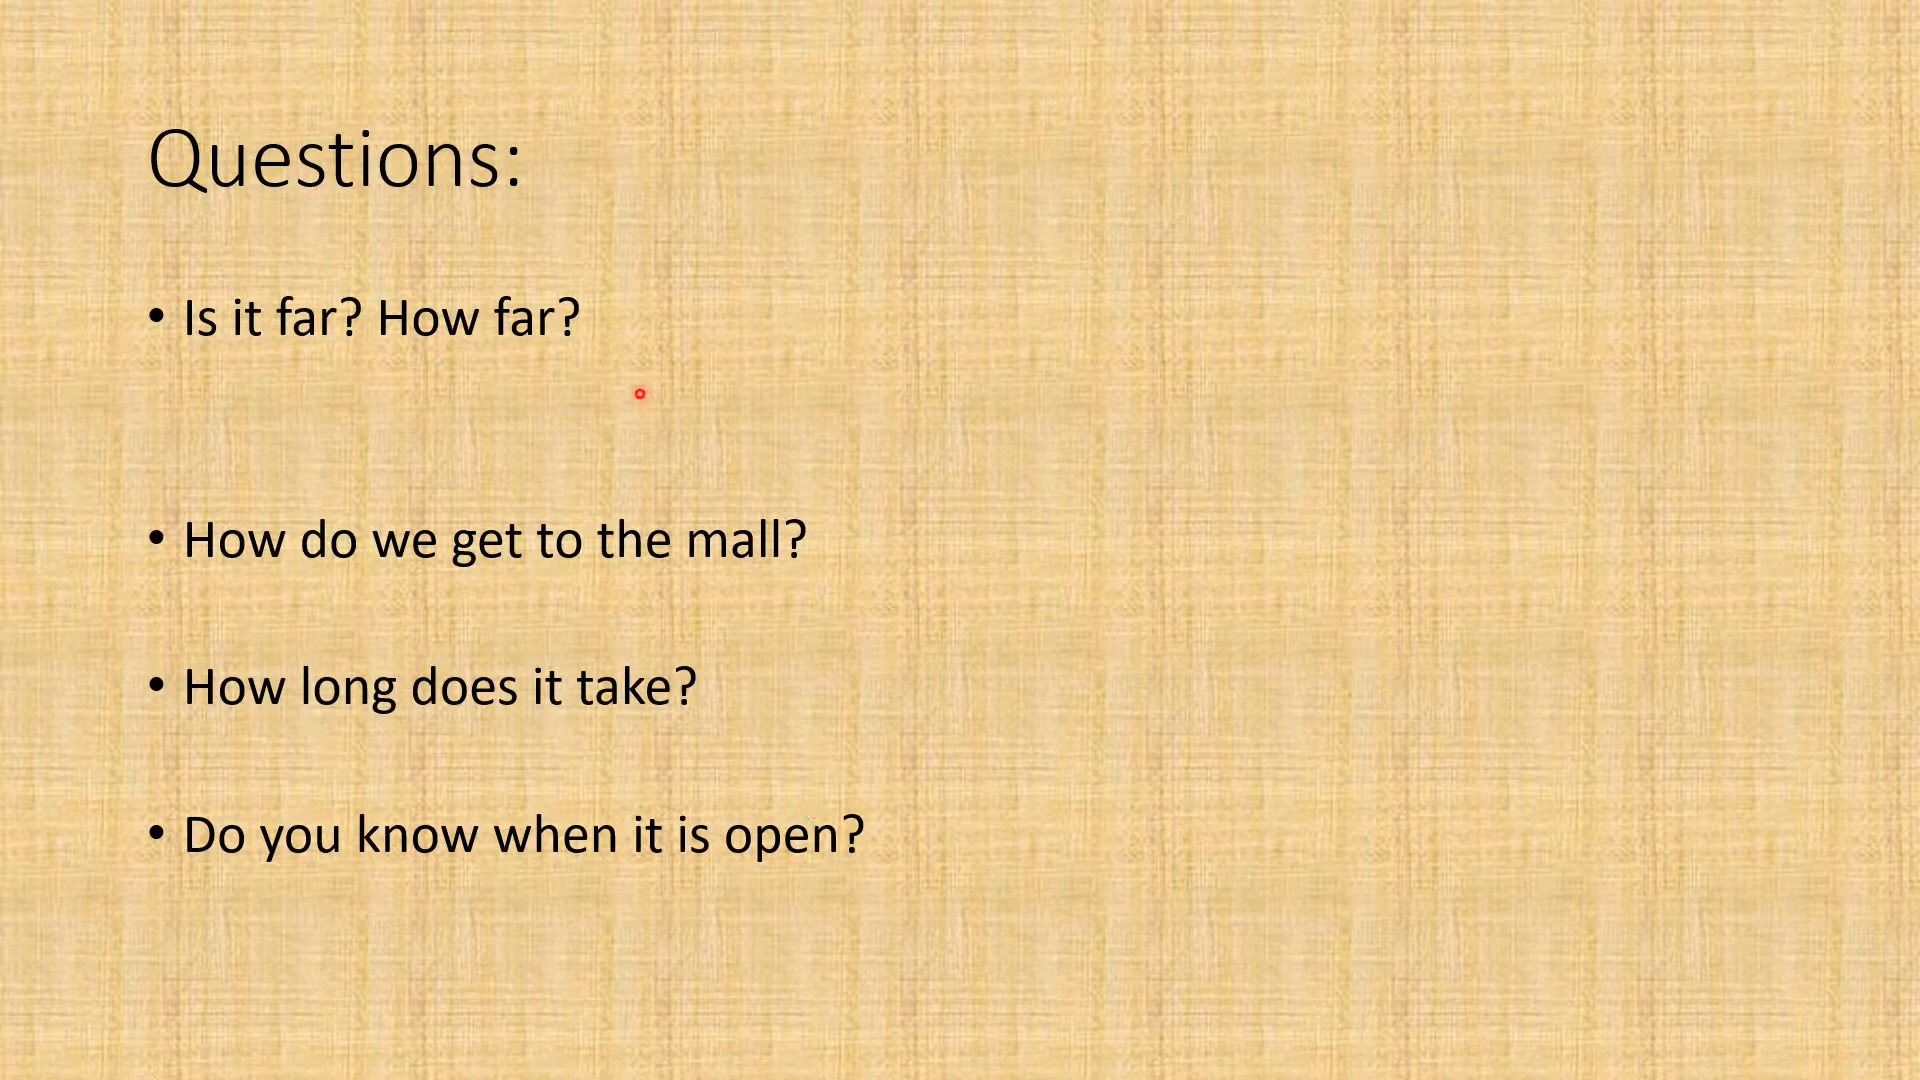 Questions:
• Is it far? How far?
• How do we get to the mall?
• How long does it take?
• Do you know when it is open?